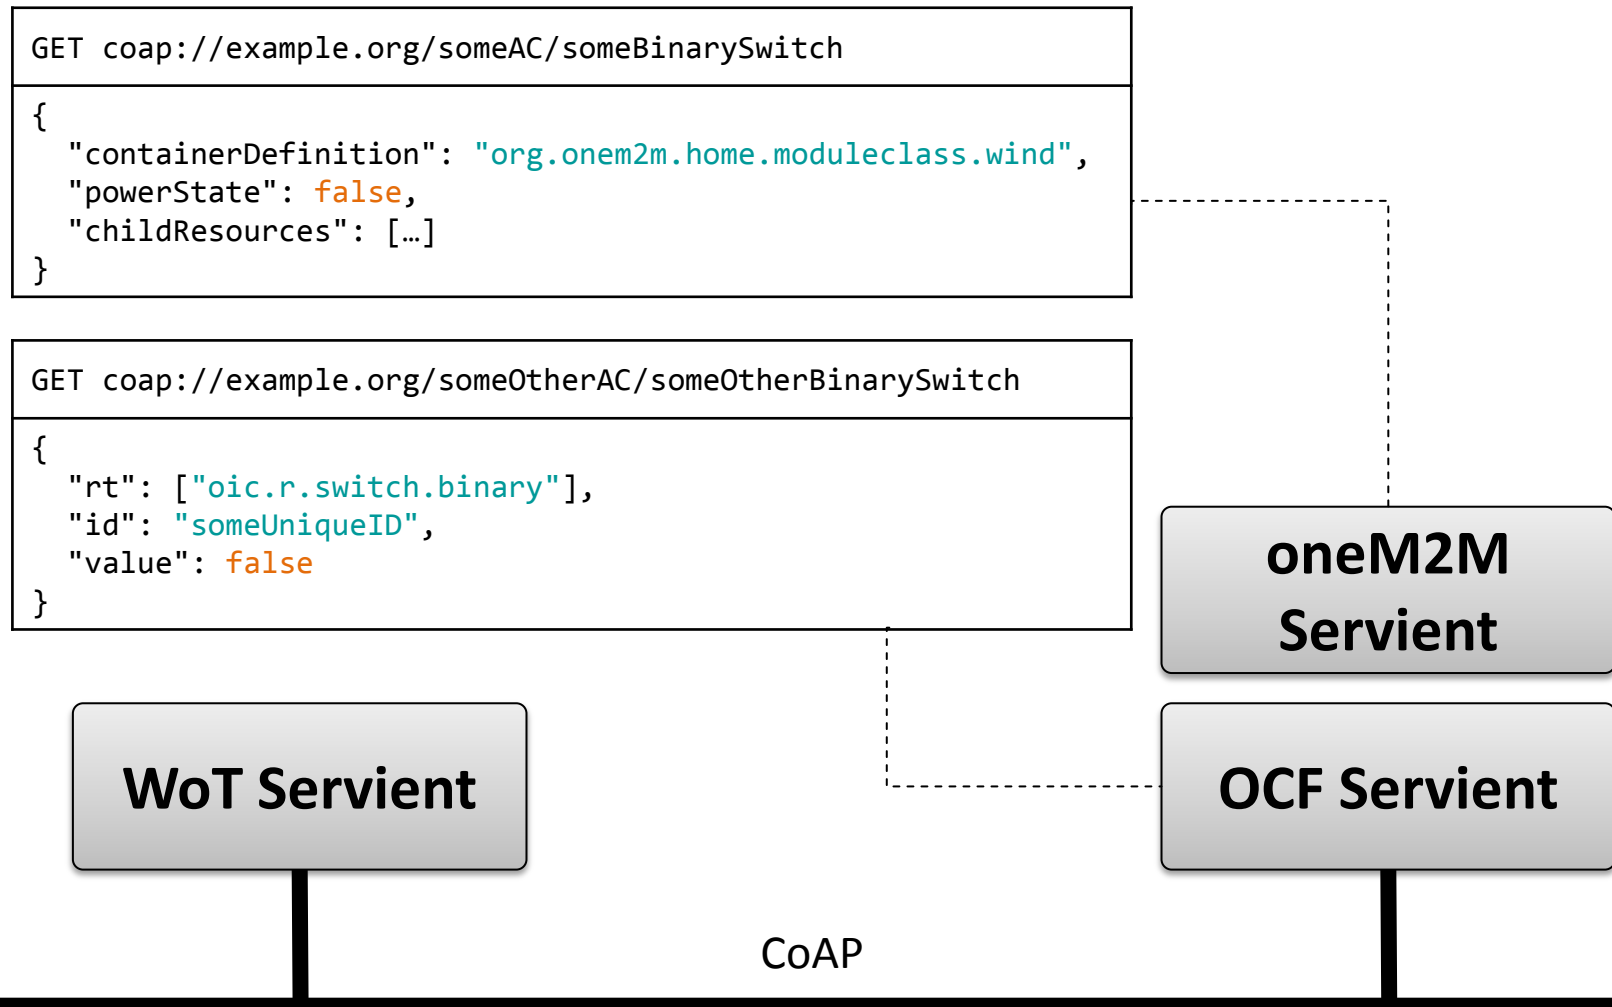 GET coap://example.org/someAC/someBinarySwitch
{
"containerDefinition": "org.onem2m.home.moduleclass.wind",
"powerState": false,
"childResources": […]
}
GET coap://example.org/someOtherAC/someOtherBinarySwitch
{
"rt": ["oic.r.switch.binary"],
"id": "someUniqueID",
"value": false
}
oneM2M
Servient
WoT Servient
OCF Servient
CoAP